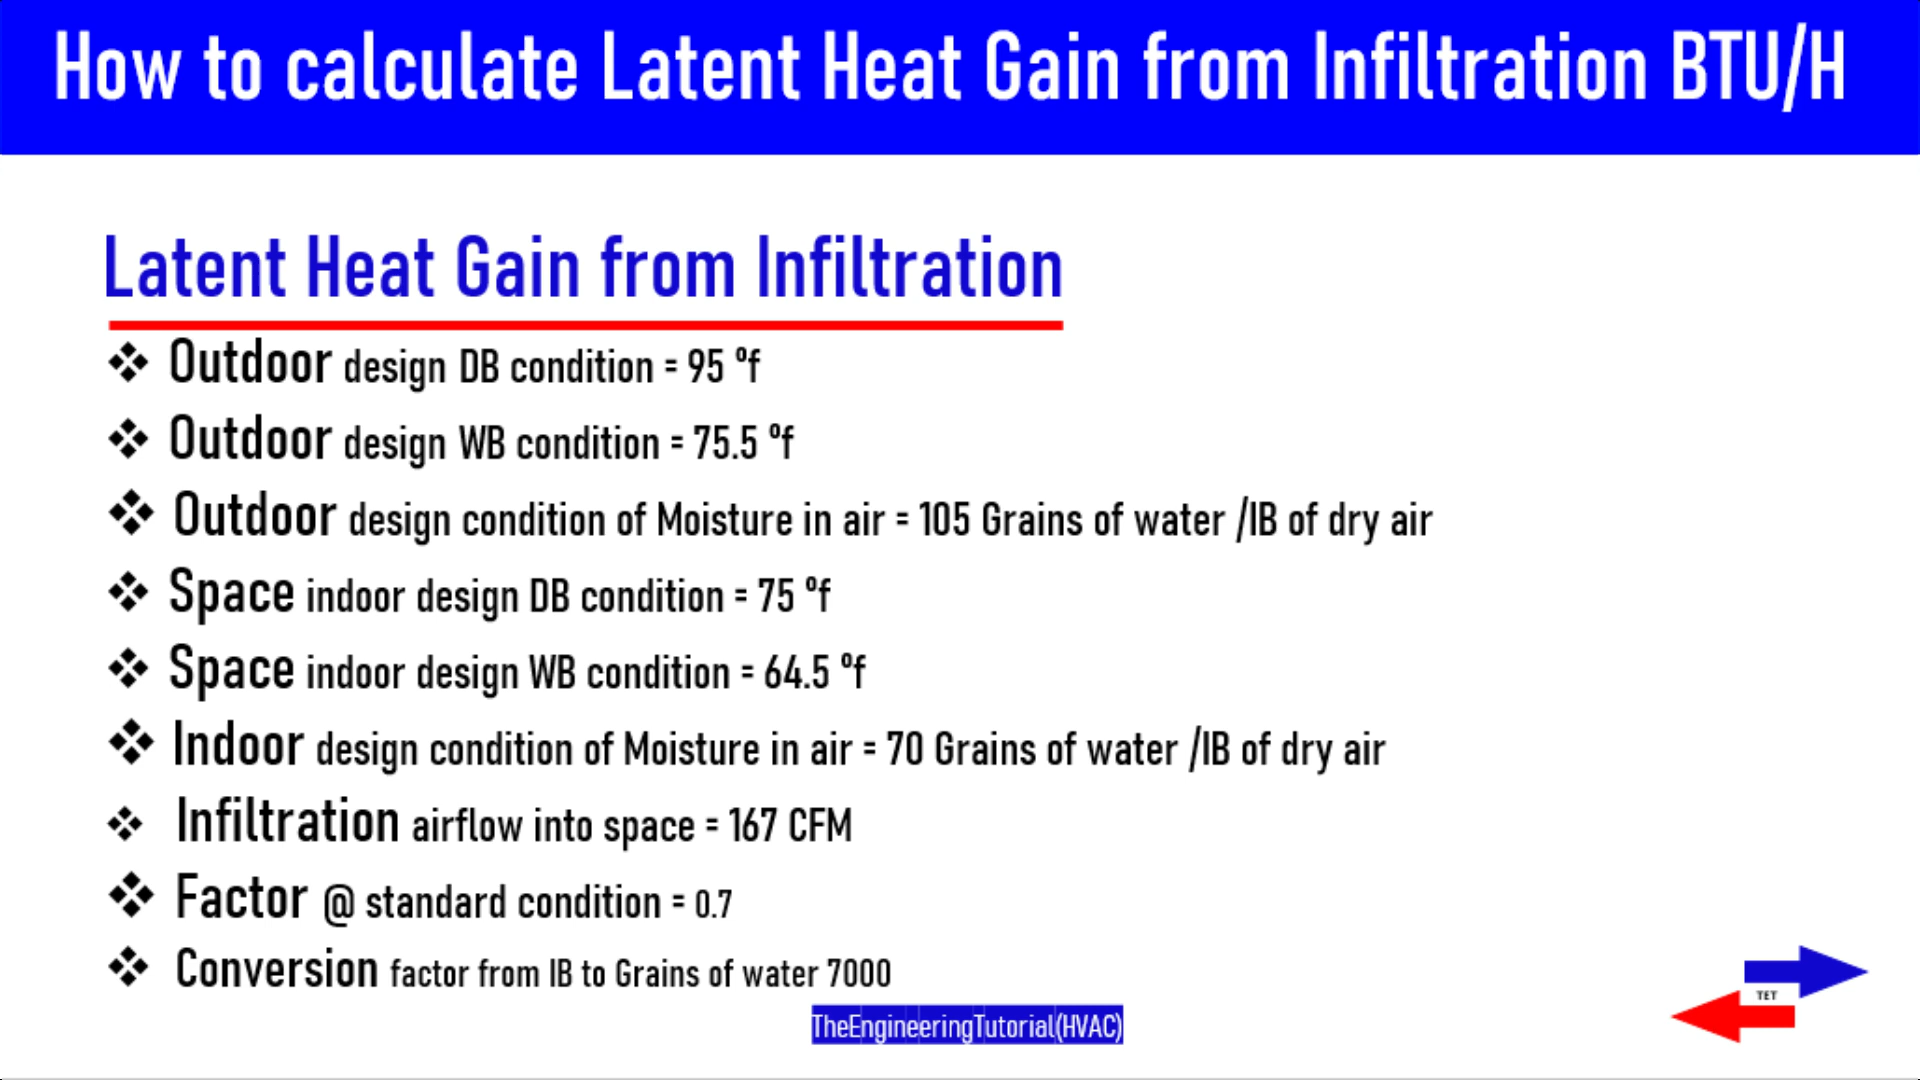 How to calculate Latent Heat Gain from Infiltration BTU/H
Latent Heat Gain from Infiltration
❖ Outdoor design DB condition = 95 ºf
❖ Outdoor design WB condition = 75.5 ºf
❖ Outdoor design condition of Moisture in air = 105 Grains of water /IB of dry air
❖ Space indoor design DB condition = 75 ºf
❖ Space indoor design WB condition = 64.5 ºf
❖ Indoor design condition of Moisture in air = 70 Grains of water /IB of dry air
❖ Infiltration airflow into space = 167 CFM
❖ Factor @ standard condition = 0.7
❖ Conversion factor from IB to Grains of water 7000
TET
TheEngineeringTutorial(HVAC)